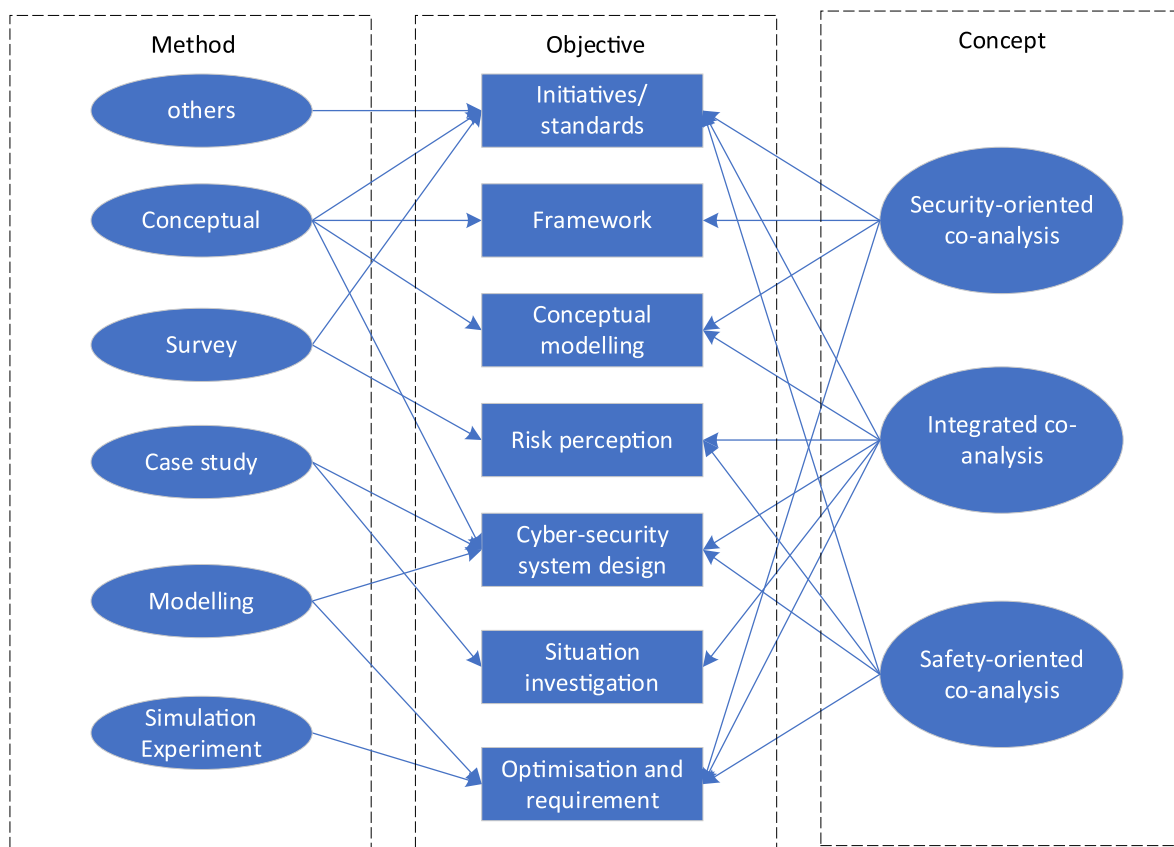 Method
others
Conceptual
Survey
Case study
Modelling
Simulation
Experiment
Objective
Initiatives/
standards
Framework
Conceptual
modelling
Risk perception
Cyber-security
system design
Situation
investigation
Optimisation and
requirement
Concept
Security-oriented
co-analysis
Integrated co-
analysis
Safety-oriented
co-analysis